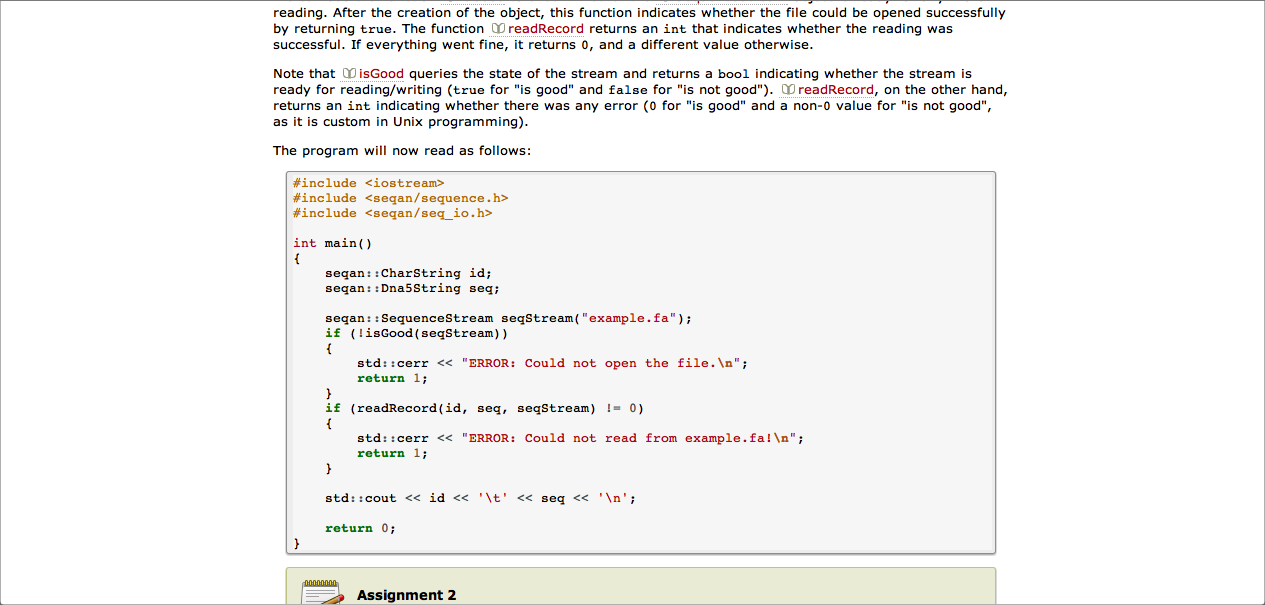 reading. After the creation of the object, this function indicates whether the file could be opened successfully
by returning true. The function readRecord returns an int that indicates whether the reading was
successful. If everything went fine, it returns 0, and a different value otherwise.
Note that isGood queries the state of the stream and returns a bool indicating whether the stream is
ready for reading/writing (true for "is good" and false for "is not good"). readRecord, on the other hand,
returns an int indicating whether there was any error (0 for "is good" and a non-0 value for "is not good",
as it is custom in Unix programming).
The program will now read as follows:
#include <iostream>
#include <seqan/sequence.h>
#include <seqan/seq_io.h>
int main()
{
    seqan::CharString id;
    seqan::Dna5String seq;
    seqan::SequenceStream seqStream("example.fa");
    if (!isGood(seqStream))
    {
        std::cerr << "ERROR: Could not open the file.\n";
        return 1;
    }
    if (readRecord(id, seq, seqStream) != 0)
    {
        std::cerr << "ERROR: Could not read from example.fa!\n";
        return 1;
    }
    std::cout << id << '\t' << seq << '\n';
    return 0;
}
Assignment 2